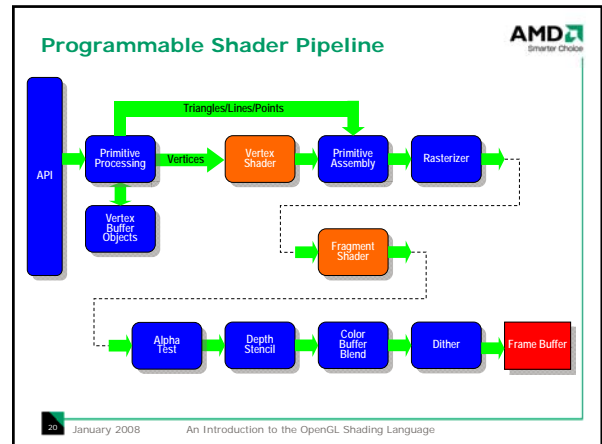 Programmable Shader Pipeline
AMD
Smarter Choice
Triangles/Lines/Points
API
Primitive
Processing
Vertices
Vertex
Shader
Primitive
Assembly
Rasterizer
Vertex
Buffer
Objects
Fragment
Shader
Alpha
Test
Depth
Stencil
Color
Buffer
Blend
Dither
Frame Buffer
20
January 2008
An Introduction to the OpenGL Shading Language